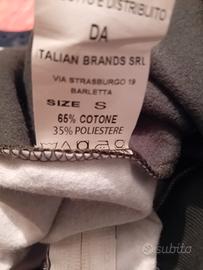 E DISTRIBUITO
DA
TALIAN BRANDS SRL
VIA STRASBURGO 19
BARLETTA
SIZE S
65% COTONE
35% POLIESTERE
subito